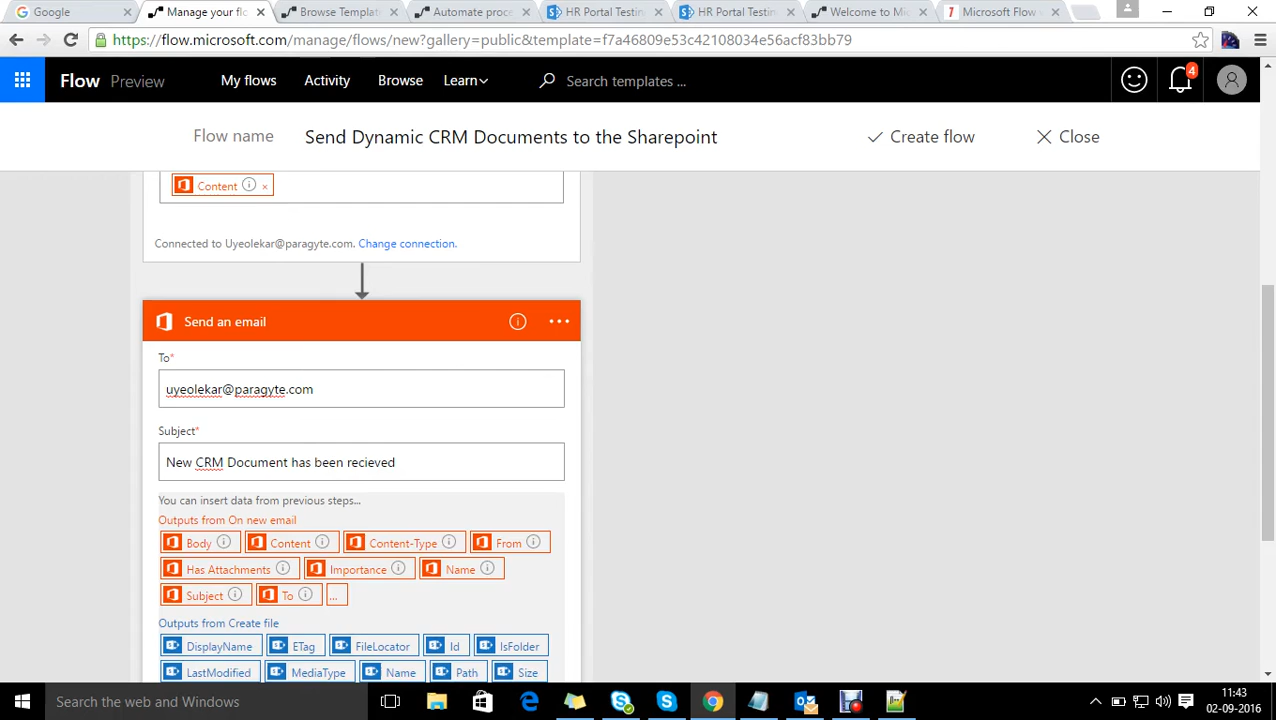 Google
Manage your flo
Browse Templat
Automate proce
HR Portal Testin
HR Portal Testin
Welcome to Mic
Microsoft Flow -
https://flow.microsoft.com/manage/flows/new?gallery=public&template=f7a46809e53c42108034e56acf83bb79
Flow Preview My flows Activity Browse Learn Search templates ... 4
Flow name Send Dynamic CRM Documents to the Sharepoint Create flow Close
Content
Connected to Uyeolekar@paragyte.com. Change connection.
Send an email
To*
uyeolekar@paragyte.com
Subject*
New CRM Document has been recieved
You can insert data from previous steps...
Outputs from On new email
Body Content Content-Type From
Has Attachments Importance Name
Subject To ...
Outputs from Create file
DisplayName ETag FileLocator Id IsFolder
LastModified MediaType Name Path Size
Search the web and Windows
11:43
02-09-2016